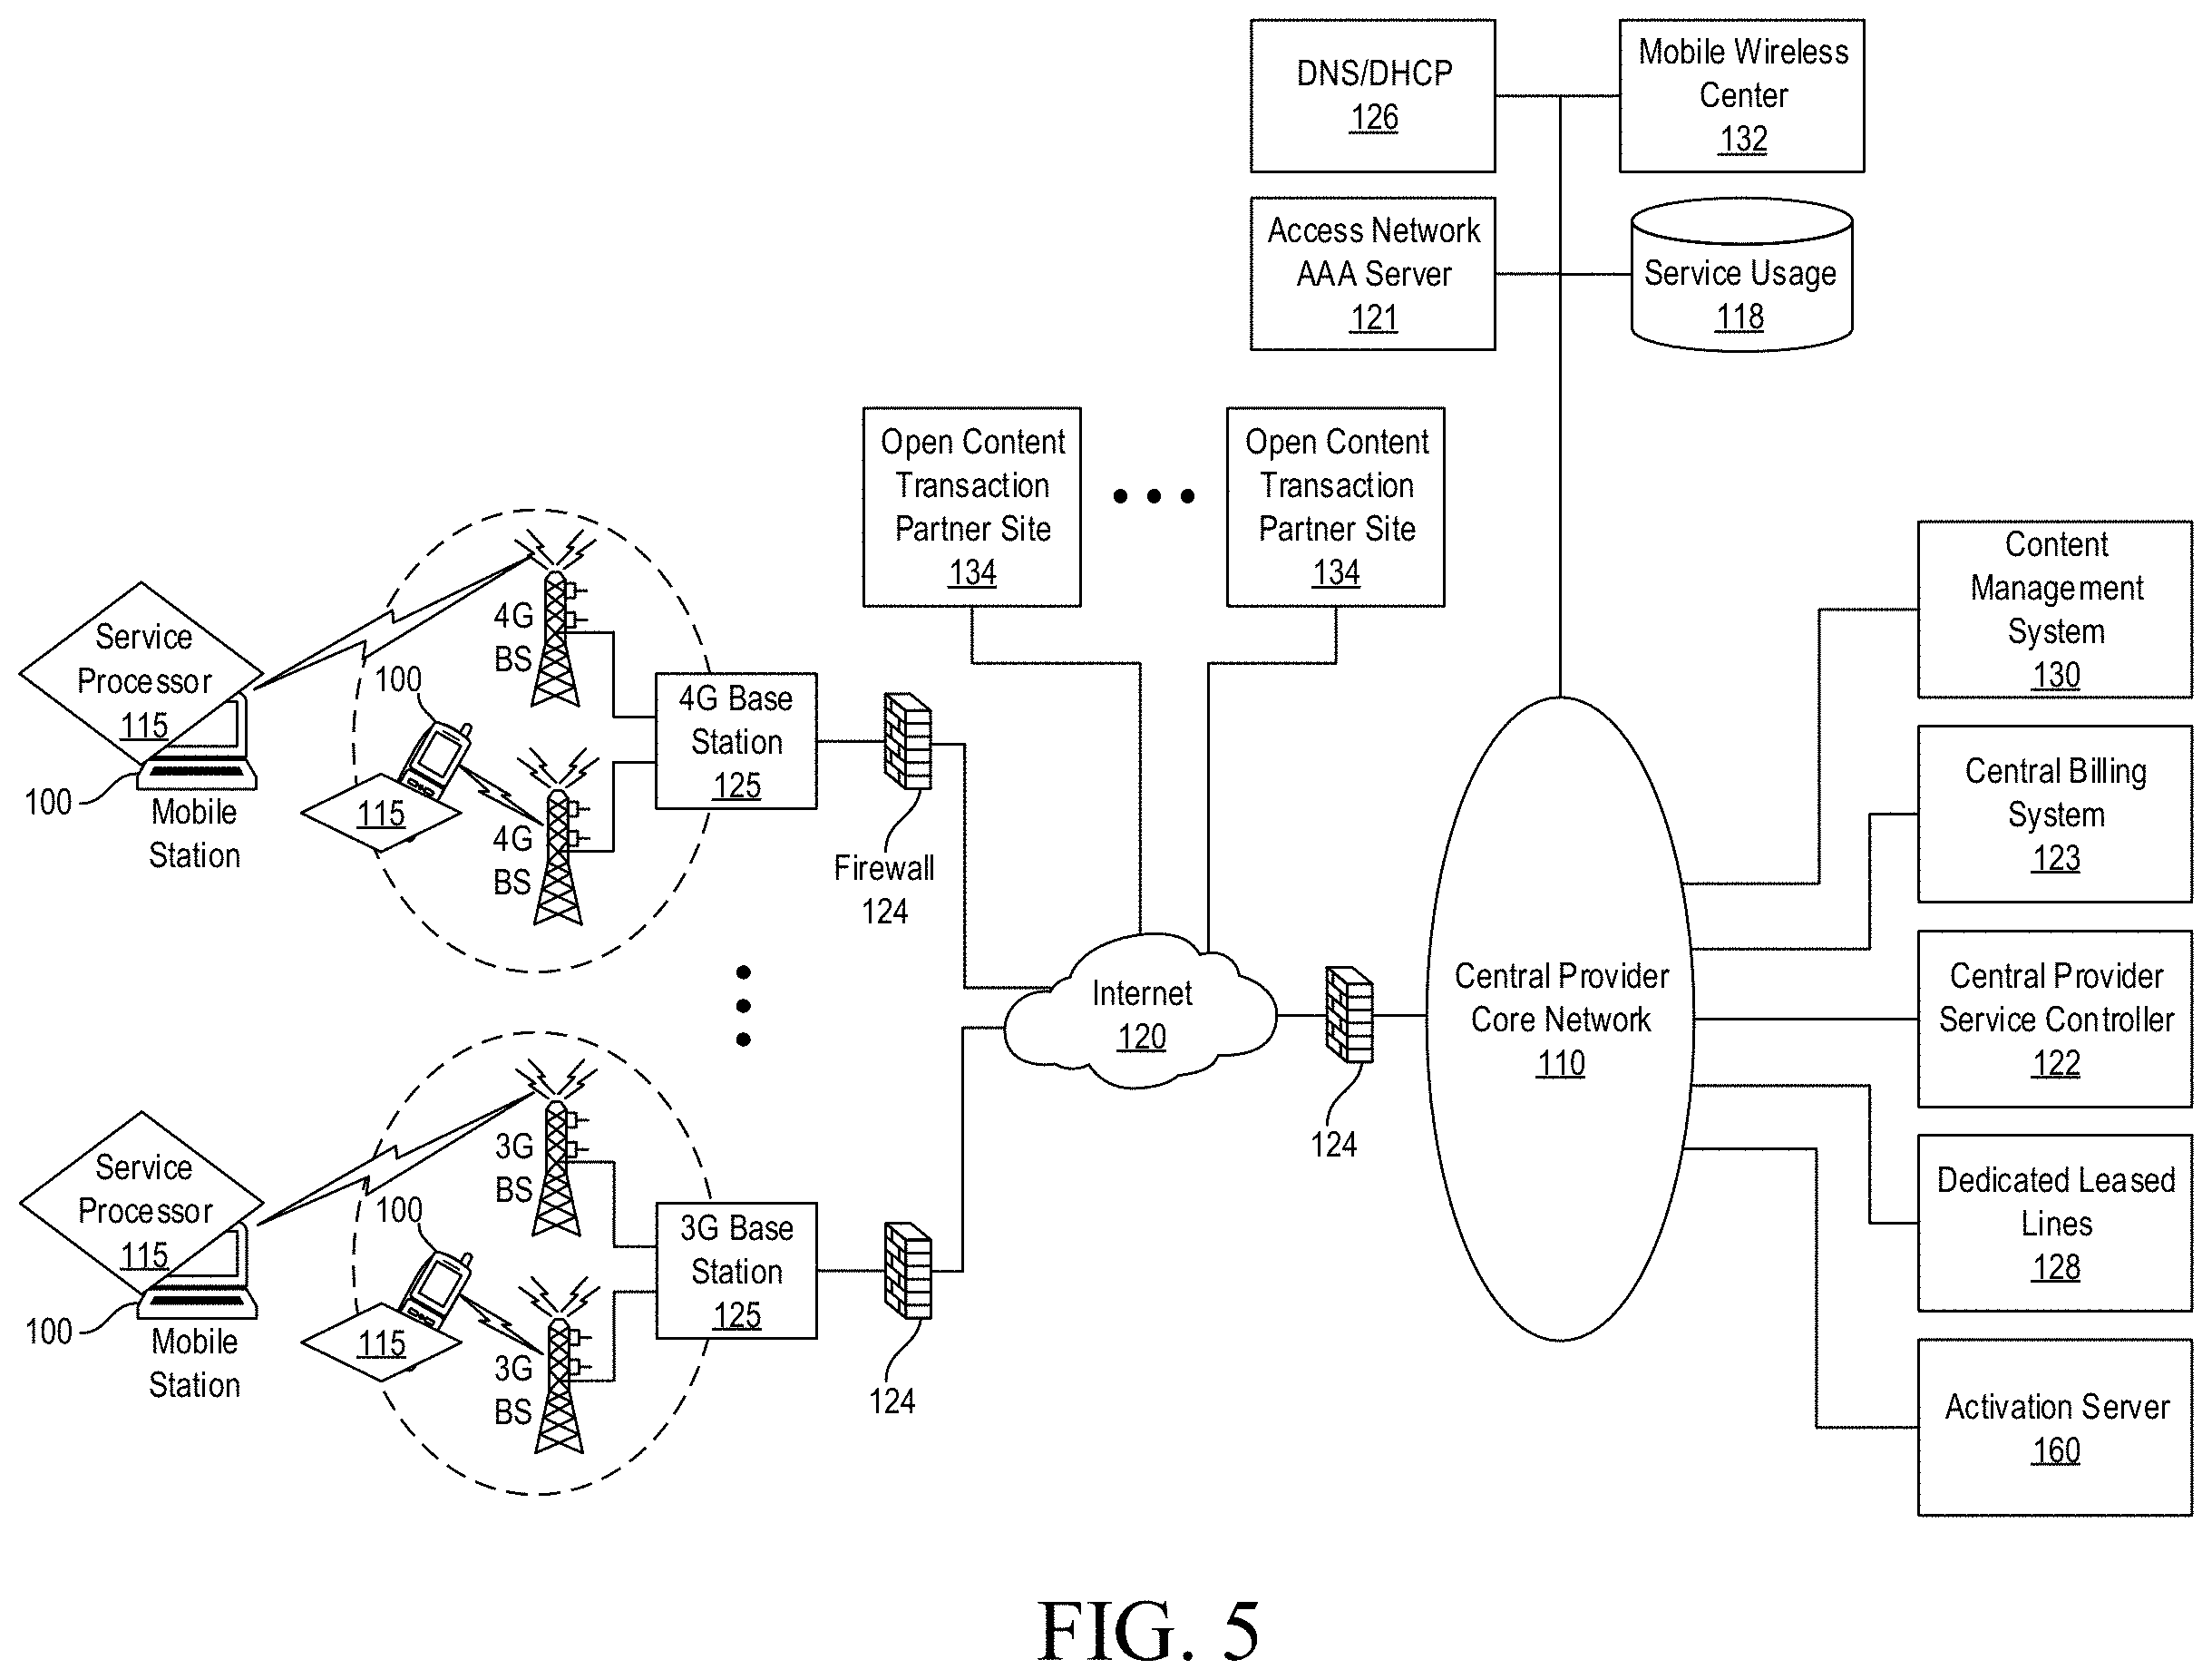 DNS/DHCP
126
Mobile Wireless
Center
132
Access Network
AAA Server
121
Service Usage
118
Open Content
Transaction
Partner Site
134
Open Content
Transaction
Partner Site
134
Content
Management
System
130
Central Billing
System
123
Central Provider
Service Controller
122
Dedicated Leased
Lines
128
Activation Server
160
Service
Processor
115
100
Mobile
Station
4G
BS
100
115
4G
BS
4G Base
Station
125
Firewall
124
Internet
120
124
Central Provider
Core Network
110
Service
Processor
115
100
Mobile
Station
3G
BS
100
115
3G
BS
3G Base
Station
125
124
FIG. 5